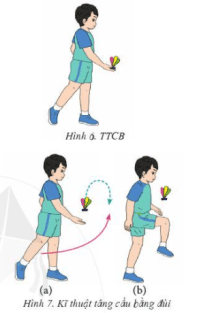 Hình 6. TTCB
(a) (b)
Hình 7. Kĩ thuật tâng cầu bằng đùi